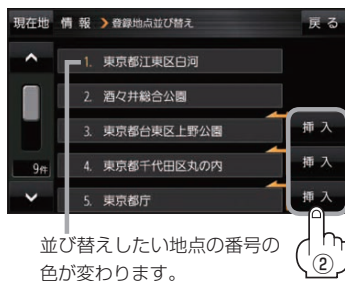 現在地 情報 登録地点並び替え 戻る
1. 東京都江東区白河
2. 酒々井総合公園
3. 東京都台東区上野公園 挿入
4. 東京都千代田区丸の内 挿入
9件
5. 東京都庁 挿入
並び替えしたい地点の番号の
色が変わります。
②